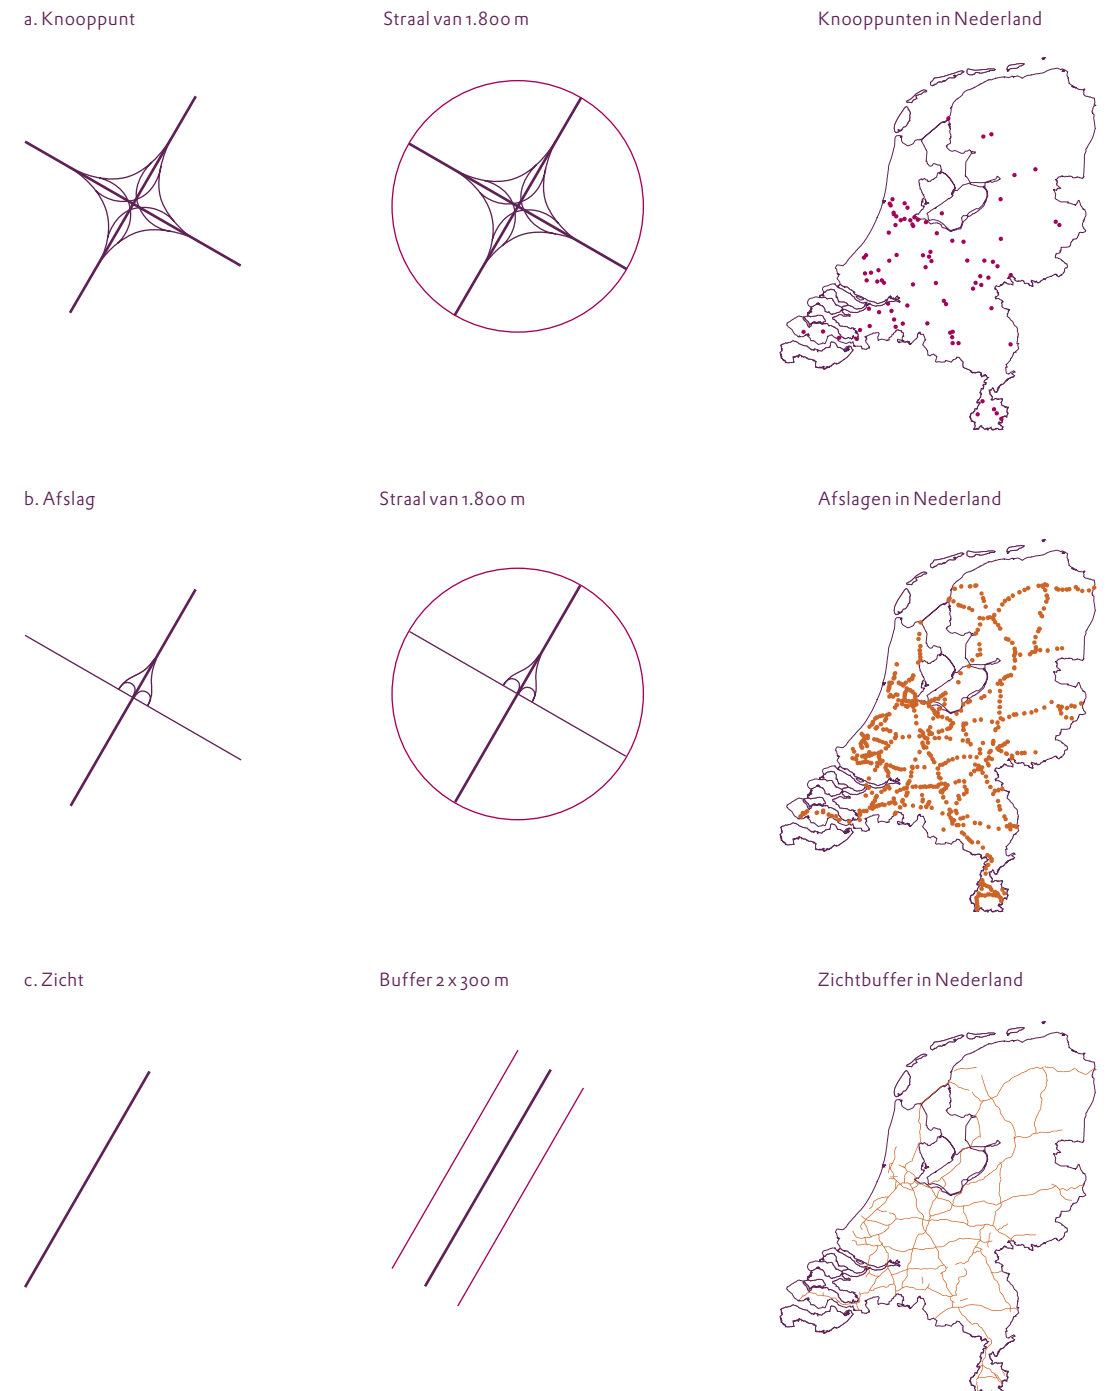 a. Knooppunt
Straal van 1.800 m
Knooppunten in Nederland
b. Afslag
Straal van 1.800 m
Afslagen in Nederland
c. Zicht
Buffer 2 x 300 m
Zichtbuffer in Nederland